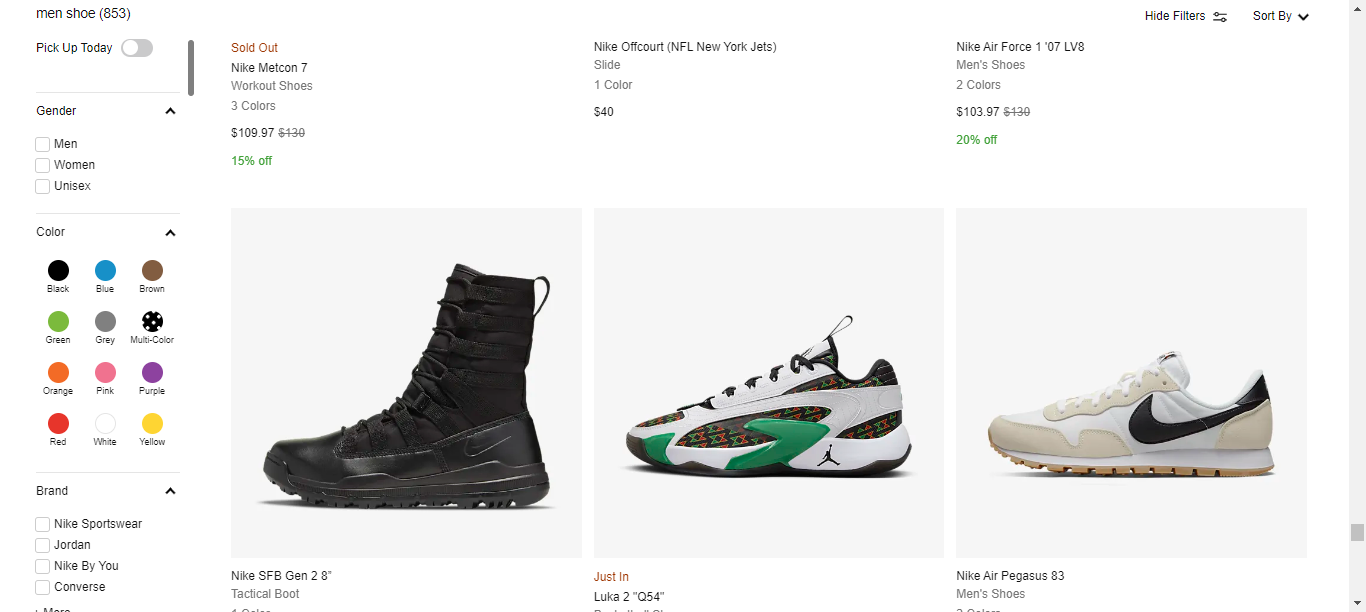 men shoe (853)
Hide Filters
Sort By
Pick Up Today
Gender
Men
Women
Unisex
Color
Black
Blue
Brown
Green
Grey
Multi-Color
Orange
Pink
Purple
Red
White
Yellow
Brand
Nike Sportswear
Jordan
Nike By You
Converse
+ More
Sold Out
Nike Metcon 7
Workout Shoes
3 Colors
$109.97 $130
15% off
Nike Offcourt (NFL New York Jets)
Slide
1 Color
$40
Nike Air Force 1 '07 LV8
Men's Shoes
2 Colors
$103.97 $130
20% off
Nike SFB Gen 2 8"
Tactical Boot
1 Color
Just In
Luka 2 "Q54"
Basketball Shoes
Nike Air Pegasus 83
Men's Shoes
2 Colors